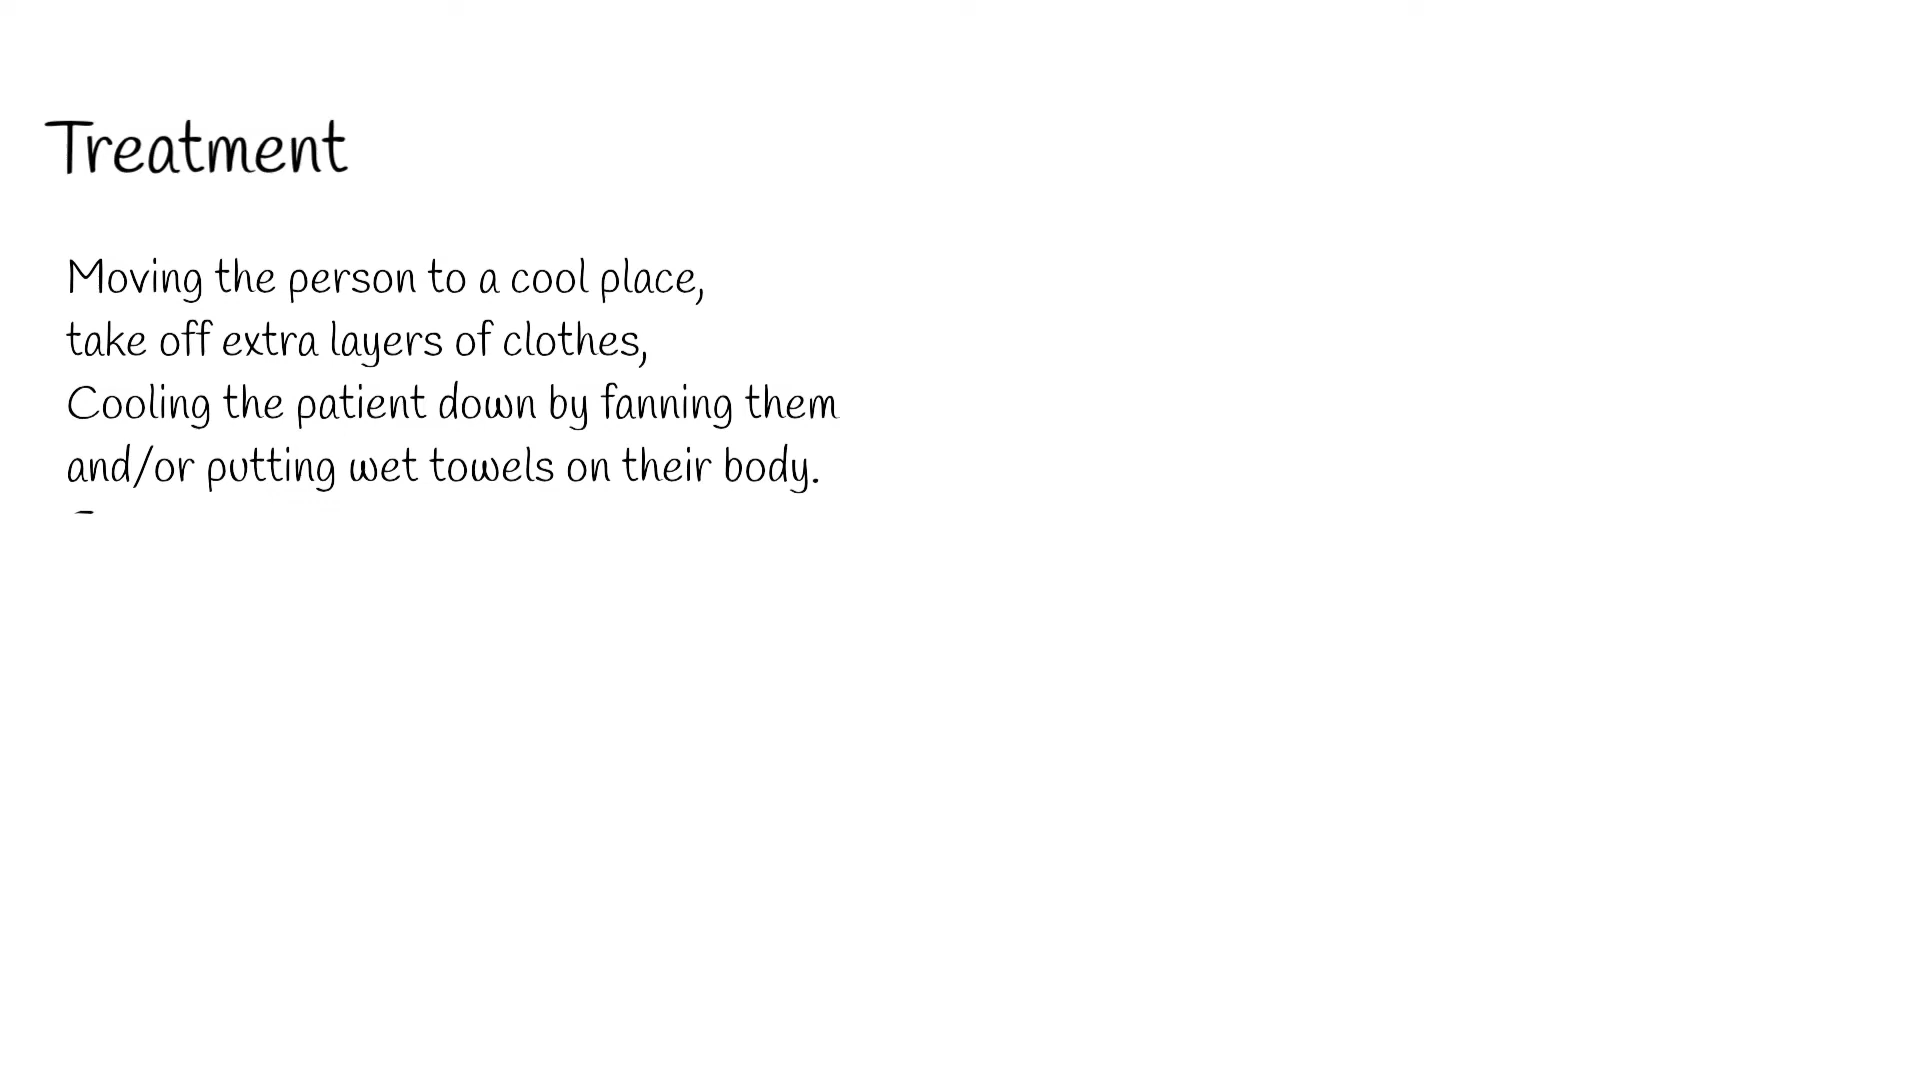 Treatment
Moving the person to a cool place,
take off extra layers of clothes,
Cooling the patient down by fanning them
and/or putting wet towels on their body.